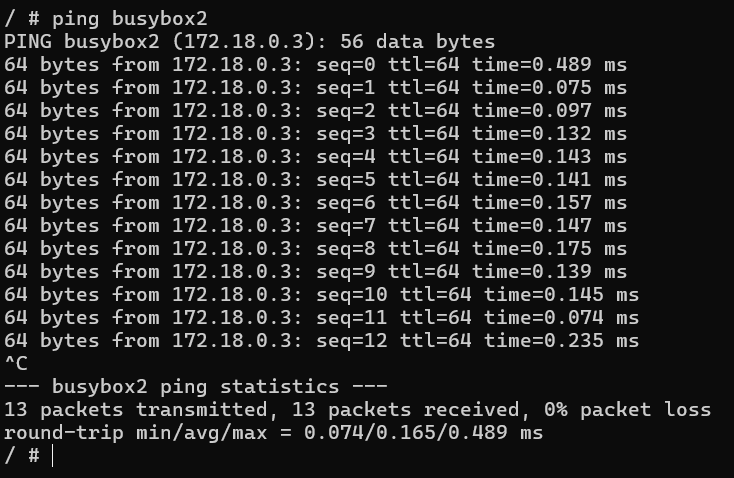 / # ping busybox2
PING busybox2 (172.18.0.3): 56 data bytes
64 bytes from 172.18.0.3: seq=0 ttl=64 time=0.489 ms
64 bytes from 172.18.0.3: seq=1 ttl=64 time=0.075 ms
64 bytes from 172.18.0.3: seq=2 ttl=64 time=0.097 ms
64 bytes from 172.18.0.3: seq=3 ttl=64 time=0.132 ms
64 bytes from 172.18.0.3: seq=4 ttl=64 time=0.143 ms
64 bytes from 172.18.0.3: seq=5 ttl=64 time=0.141 ms
64 bytes from 172.18.0.3: seq=6 ttl=64 time=0.157 ms
64 bytes from 172.18.0.3: seq=7 ttl=64 time=0.147 ms
64 bytes from 172.18.0.3: seq=8 ttl=64 time=0.175 ms
64 bytes from 172.18.0.3: seq=9 ttl=64 time=0.139 ms
64 bytes from 172.18.0.3: seq=10 ttl=64 time=0.145 ms
64 bytes from 172.18.0.3: seq=11 ttl=64 time=0.074 ms
64 bytes from 172.18.0.3: seq=12 ttl=64 time=0.235 ms
^C
--- busybox2 ping statistics ---
13 packets transmitted, 13 packets received, 0% packet loss
round-trip min/avg/max = 0.074/0.165/0.489 ms
/ #